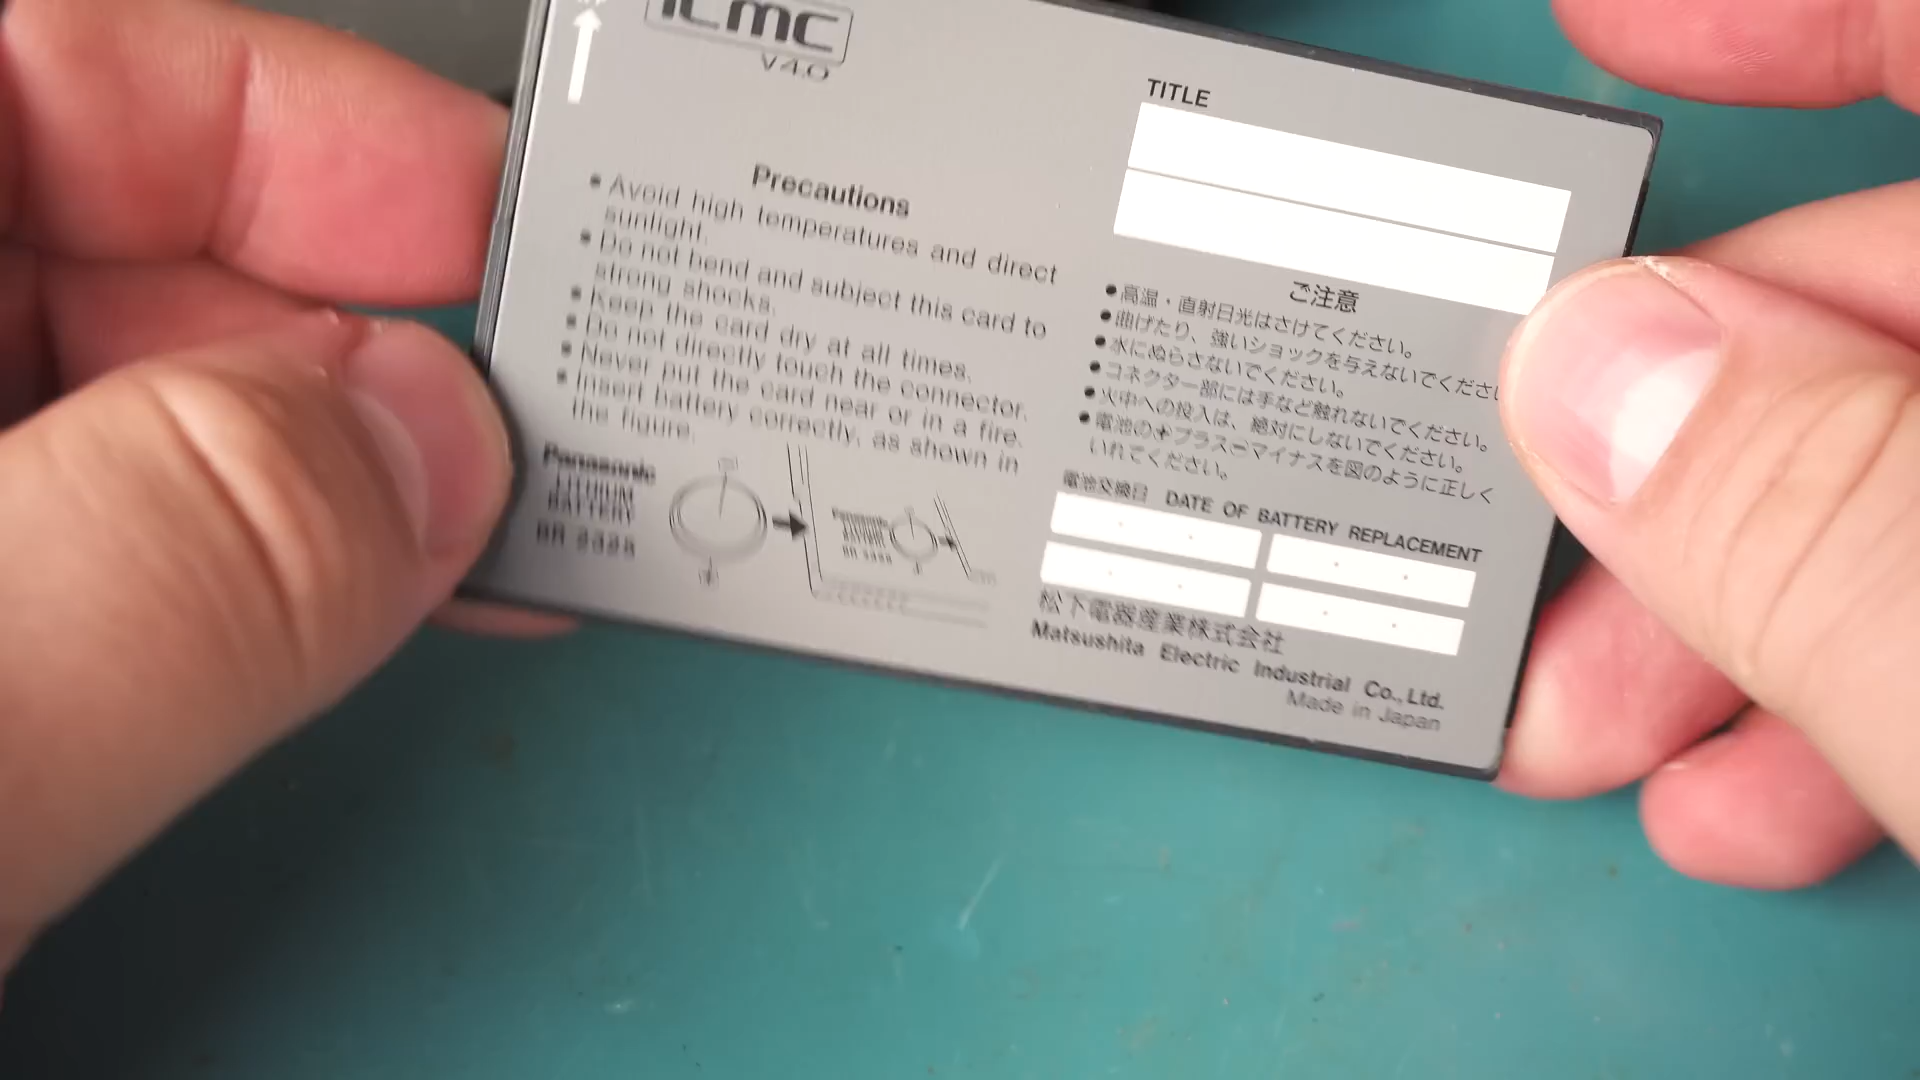 ICMC
V4.0
TITLE
Precautions
● Avoid high temperatures and direct
sunlight.
● Do not bend and subject this card to
strong shocks.
● Keep the card dry at all times.
● Do not directly touch the connector.
● Never put the card near or in a fire.
● Insert battery correctly, as shown in
the figure.
Panasonic
LITHIUM
BATTERY
BR 2325
ご注意
●高温・直射日光はさけてください。
●曲げたり、強いショックを与えないでくださ
●水にぬらさないでください。
●コネクター部には手など触れないでください。
●火中への投入は、絶対にしないでください。
●電池の+プラス-マイナスを図のように正しく
いれてください。
電池交換日 DATE OF BATTERY REPLACEMENT
松下電器産業株式会社
Matsushita Electric Industrial Co., Ltd.
Made in Japan